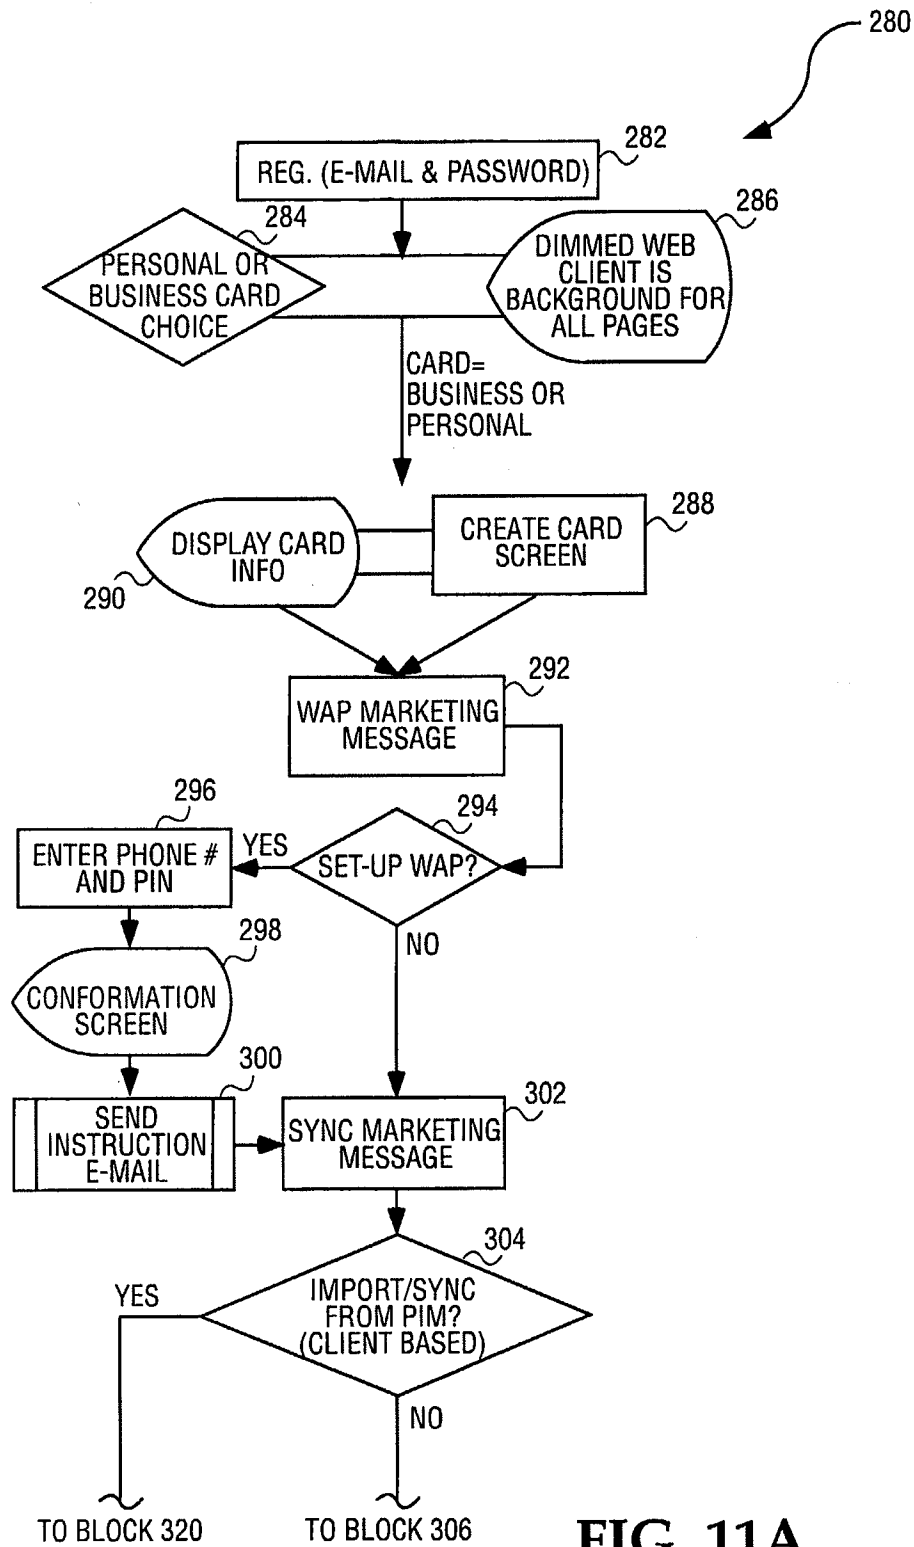 280
282
REG. (E-MAIL & PASSWORD)
284
286
PERSONAL OR
BUSINESS CARD
CHOICE
DIMMED WEB
CLIENT IS
BACKGROUND FOR
ALL PAGES
CARD=
BUSINESS OR
PERSONAL
288
DISPLAY CARD
INFO
CREATE CARD
SCREEN
290
292
WAP MARKETING
MESSAGE
296
294
ENTER PHONE #
AND PIN
YES
SET-UP WAP?
298
NO
CONFORMATION
SCREEN
300
302
SEND
INSTRUCTION
E-MAIL
SYNC MARKETING
MESSAGE
304
YES
IMPORT/SYNC
FROM PIM?
(CLIENT BASED)
NO
TO BLOCK 320
TO BLOCK 306
FIG. 11A